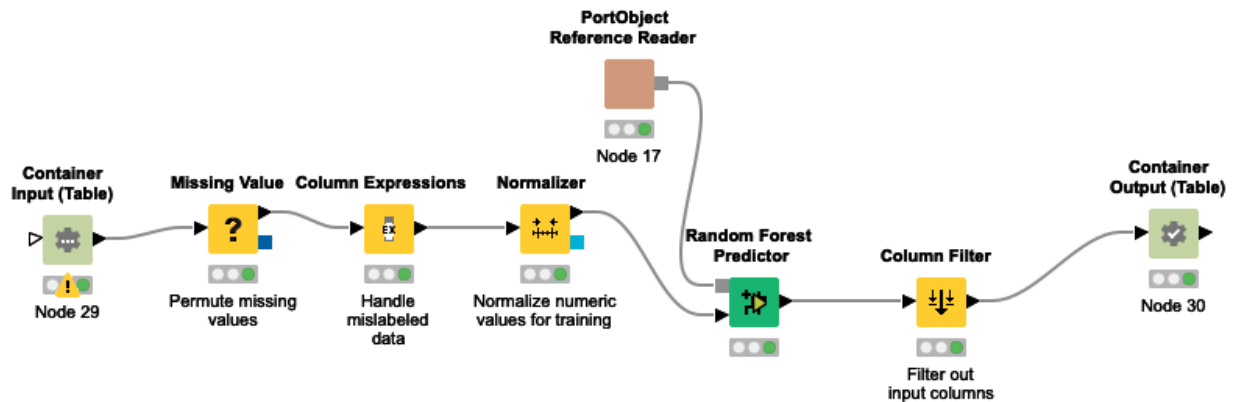 PortObject
Reference Reader
Node 17
Container
Input (Table)
Node 29
Missing Value
?
Permute missing
values
Column Expressions
EX
Handle
mislabeled
data
Normalizer
Normalize numeric
values for training
Random Forest
Predictor
Column Filter
Filter out
input columns
Container
Output (Table)
Node 30